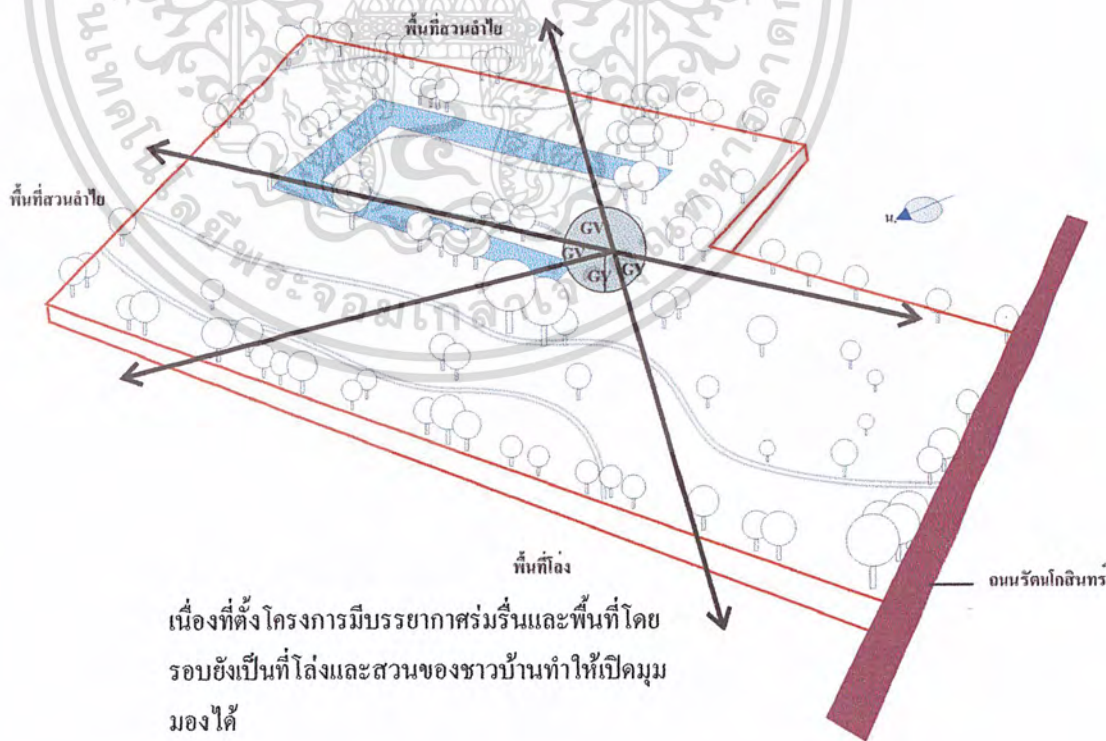 พื้นที่สวนลำไย
พื้นที่สวนลำไย
น.
GV
GV
GV
GV
พื้นที่โล่ง
ถนนรัตนโกสินทร์
เนื่องที่ตั้งโครงการมีบรรยากาศร่มรื่นและพื้นที่โดย
รอบยังเป็นที่โล่งและสวนของชาวบ้านทำให้เปิดมุม
มองได้